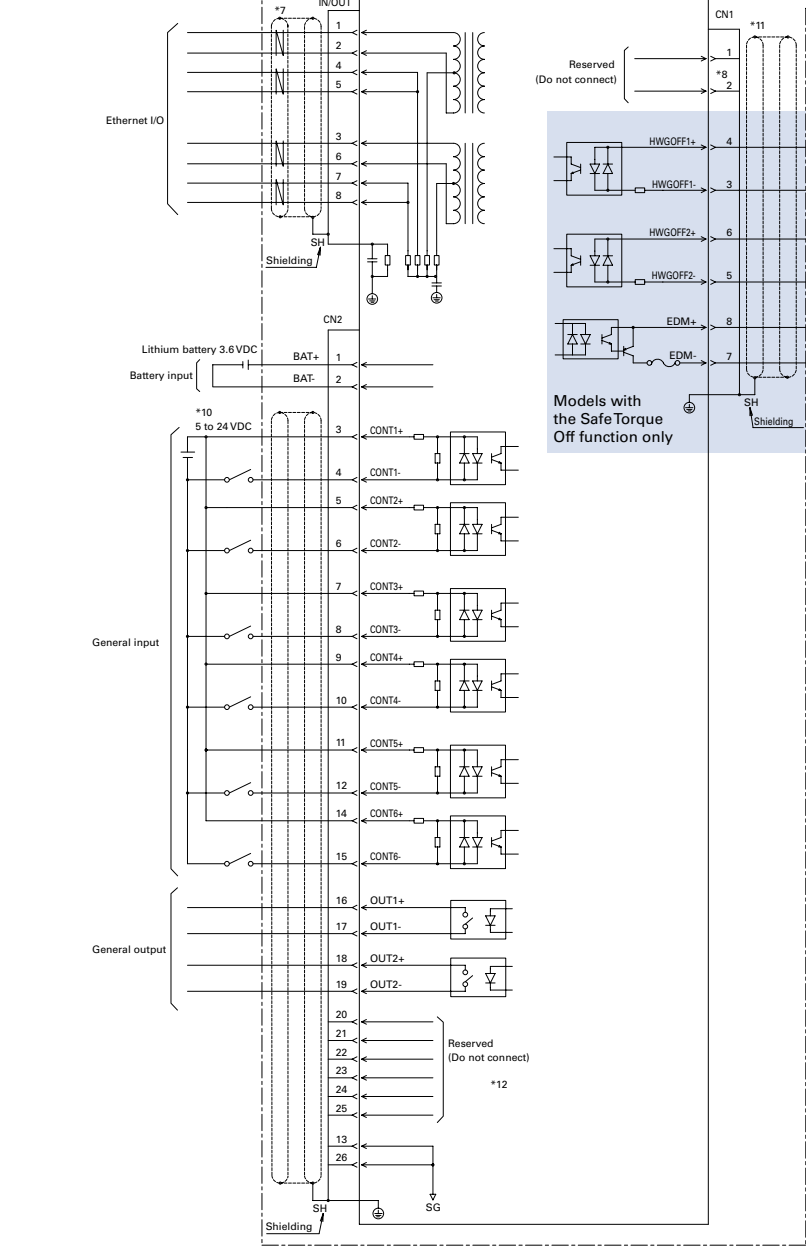 IN/OUT
*7
1
2
4
5
Ethernet I/O
3
6
7
8
SH
Shielding
CN2
Lithium battery 3.6 VDC
Battery input
BAT+
1
BAT-
2
*10
5 to 24 VDC
3 CONT1+
4 CONT1-
5 CONT2+
6 CONT2-
7 CONT3+
General input
8 CONT3-
9 CONT4+
10 CONT4-
11 CONT5+
12 CONT5-
14 CONT6+
15 CONT6-
16 OUT1+
17 OUT1-
General output
18 OUT2+
19 OUT2-
20
21
22
23
24
25
Reserved
(Do not connect)
*12
13
26
SG
SH
Shielding
CN1
*11
Reserved
(Do not connect)
1
*8
2
HWGOFF1+ 4
HWGOFF1- 3
HWGOFF2+ 6
HWGOFF2- 5
EDM+ 8
EDM- 7
SH
Shielding
Models with
the Safe Torque
Off function only